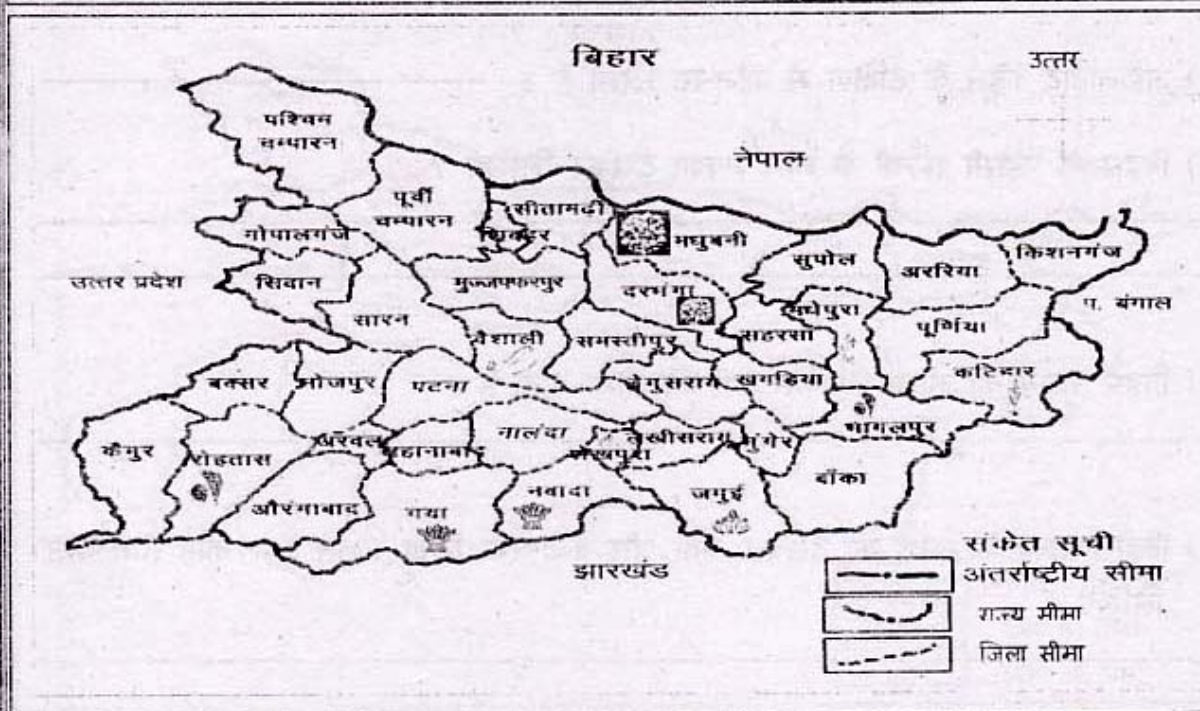 बिहार
उत्तर
पश्चिम
चम्पारन
नेपाल
पूर्वी
चम्पारन
सीतामढी
गोपालगंज
शिवहर
मधुबनी
सुपोल
अररिया
किशनगंज
उत्तर प्रदेश
सिवान
मुज्जफ्फरपुर
दरभंगा
प. बंगाल
सारन
मधेपुरा
पूर्णिया
वैशाली
समस्तीपुर
सहरसा
कटिहार
बक्सर
भोजपुर
पटना
बेगुसराय
खगडिया
कैमुर
रोहतास
अरवल
जहानाबाद
नालंदा
शेखपुरा
लखीसराय
मुंगेर
भागलपुर
औरंगाबाद
गया
नवादा
जमुई
बाँका
झारखंड
संकेत सूची
अंतर्राष्टीय सीमा
राज्य सीमा
जिला सीमा